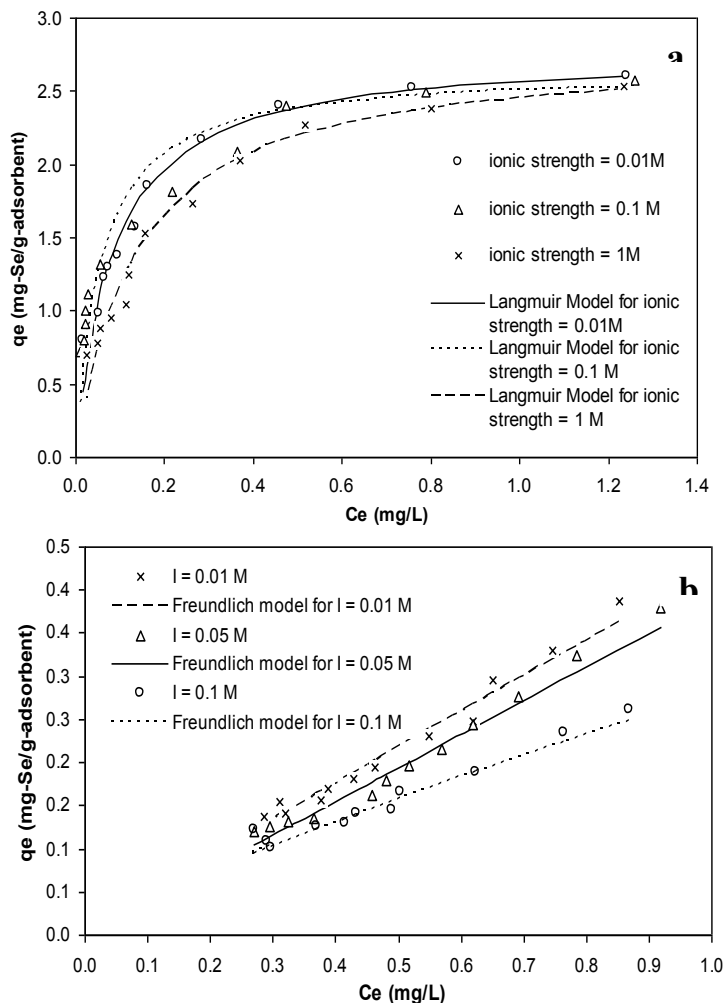 3.0
a
2.5
2.0
1.5
1.0
0.5
0.0
qe (mg-Se/g-adsorbent)
ionic strength = 0.01M
ionic strength = 0.1 M
ionic strength = 1M
Langmuir Model for ionic
strength = 0.01M
Langmuir Model for ionic
strength = 0.1 M
Langmuir Model for ionic
strength = 1 M
0.0 0.2 0.4 0.6 0.8 1.0 1.2 1.4
Ce (mg/L)
0.5
0.4
0.4
0.3
0.3
0.2
0.2
0.1
0.1
0.0
qe (mg-Se/g-adsorbent)
b
I = 0.01 M
Freundlich model for I = 0.01 M
I = 0.05 M
Freundlich model for I = 0.05 M
I = 0.1 M
Freundlich model for I = 0.1 M
0.0 0.1 0.2 0.3 0.4 0.5 0.6 0.7 0.8 0.9 1.0
Ce (mg/L)